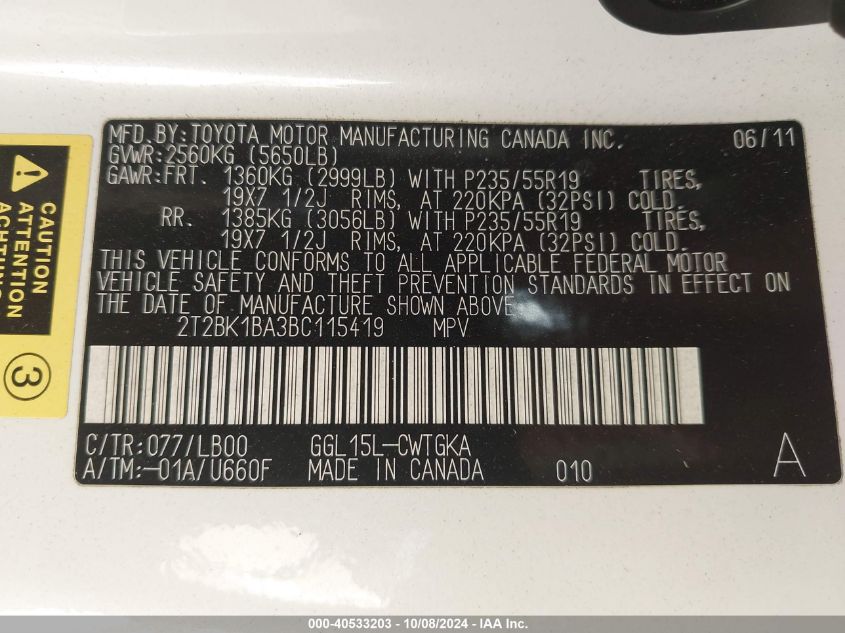 MFD.BY:TOYOTA MOTOR MANUFACTURING CANADA INC. 06/11
GVWR:2560KG (5650LB)
GAWR:FRT. 1360KG (2999LB) WITH P235/55R19 TIRES,
19X7 1/2J RIMS, AT 220KPA (32PSI) COLD.
RR. 1385KG (3056LB) WITH P235/55R19 TIRES,
19X7 1/2J RIMS, AT 220KPA (32PSI) COLD.
THIS VEHICLE CONFORMS TO ALL APPLICABLE FEDERAL MOTOR
VEHICLE SAFETY AND THEFT PREVENTION STANDARDS IN EFFECT ON
THE DATE OF MANUFACTURE SHOWN ABOVE.
2T2BK1BA3BC115419 MPV
C/TR:077/LB00 GGL15L-CWTGKA
A/TM:-01A/U660F MADE IN CANADA 010 A
CAUTION
ATTENTION
ACHTUNG
3
000-40533203 - 10/08/2024 - IAA Inc.